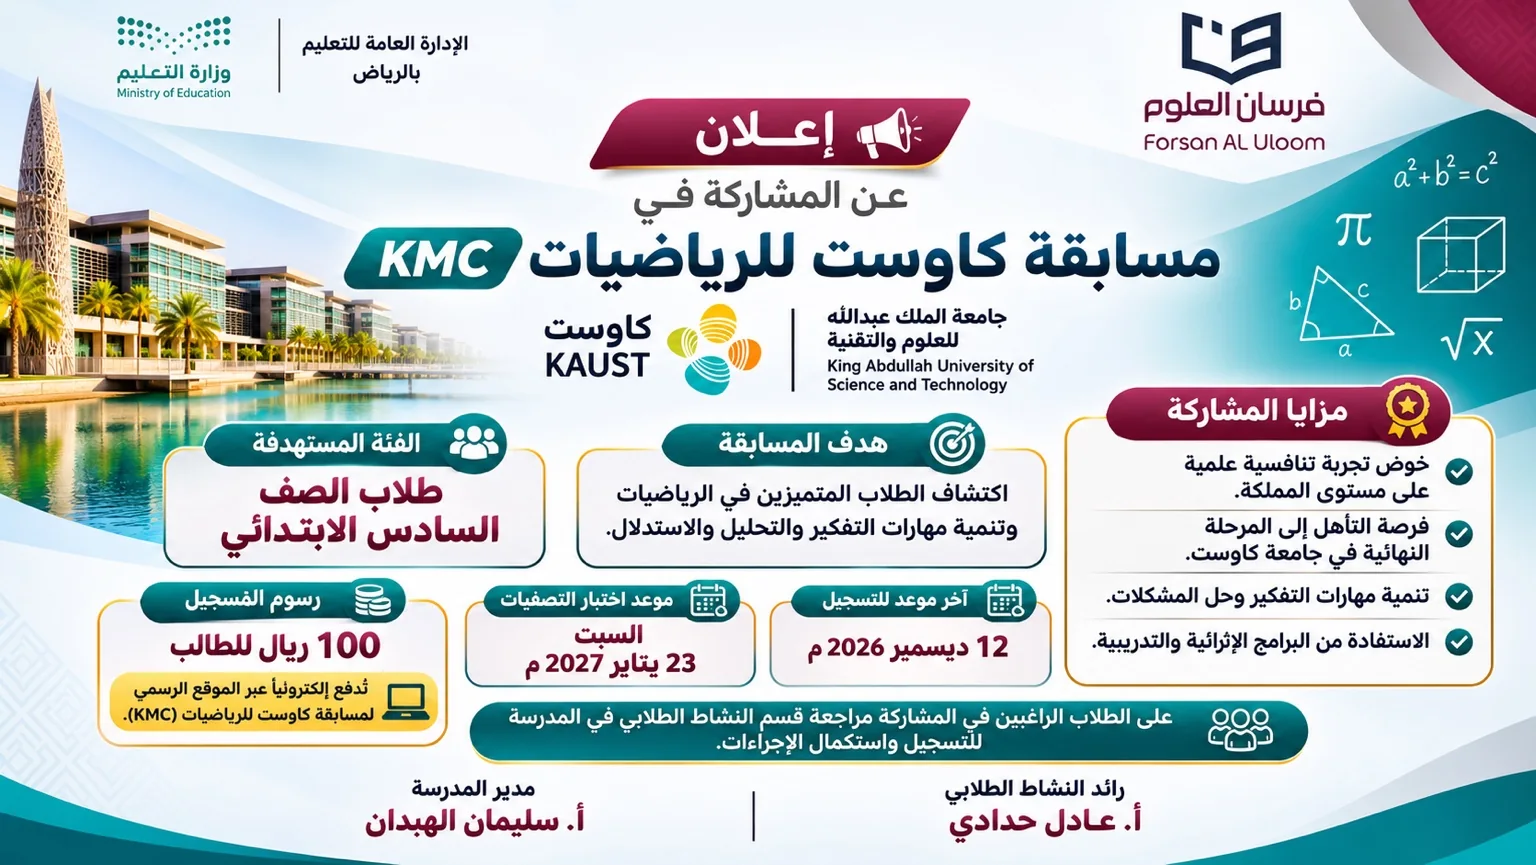 وزارة التعليم
Ministry of Education
الإدارة العامة للتعليم
بالرياض
فرسان العلوم
Forsan AL Uloom
إعــلان
عـن المشاركة فـي
مسابقة كاوست للرياضيات KMC
كاوست
KAUST
جامعة الملك عبدالله
للعلوم والتقنية
King Abdullah University of
Science and Technology
a²+b²=c²
π
b
c
a
√x
مزايا المشاركة
خوض تجربة تنافسية علمية
على مستوى المملكة.
فرصة التأهل إلى المرحلة
النهائية في جامعة كاوست.
تنمية مهارات التفكير وحل المشكلات.
الاستفادة من البرامج الإثرائية والتدريبية.
هدف المسابقة
اكتشاف الطلاب المتميزين في الرياضيات
وتنمية مهارات التفكير والتحليل والاستدلال.
الفئة المستهدفة
طلاب الصف
السادس الابتدائي
آخر موعد للتسجيل
12 ديسمبر 2026 م
موعد اختبار التصفيات
السبت
23 يناير 2027 م
رسوم
100 ريال للطالب
تُدفع إلكترونياً عبر الموقع الرسمي
لمسابقة كاوست للرياضيات (KMC).
على الطلاب الراغبين في المشاركة مراجعة قسم النشاط الطلابي في المدرسة
للتسجيل واستكمال الإجراءات.
رائد النشاط الطلابي
أ. عـادل حدادي
مدير المدرسة
أ. سليمان الهبدان